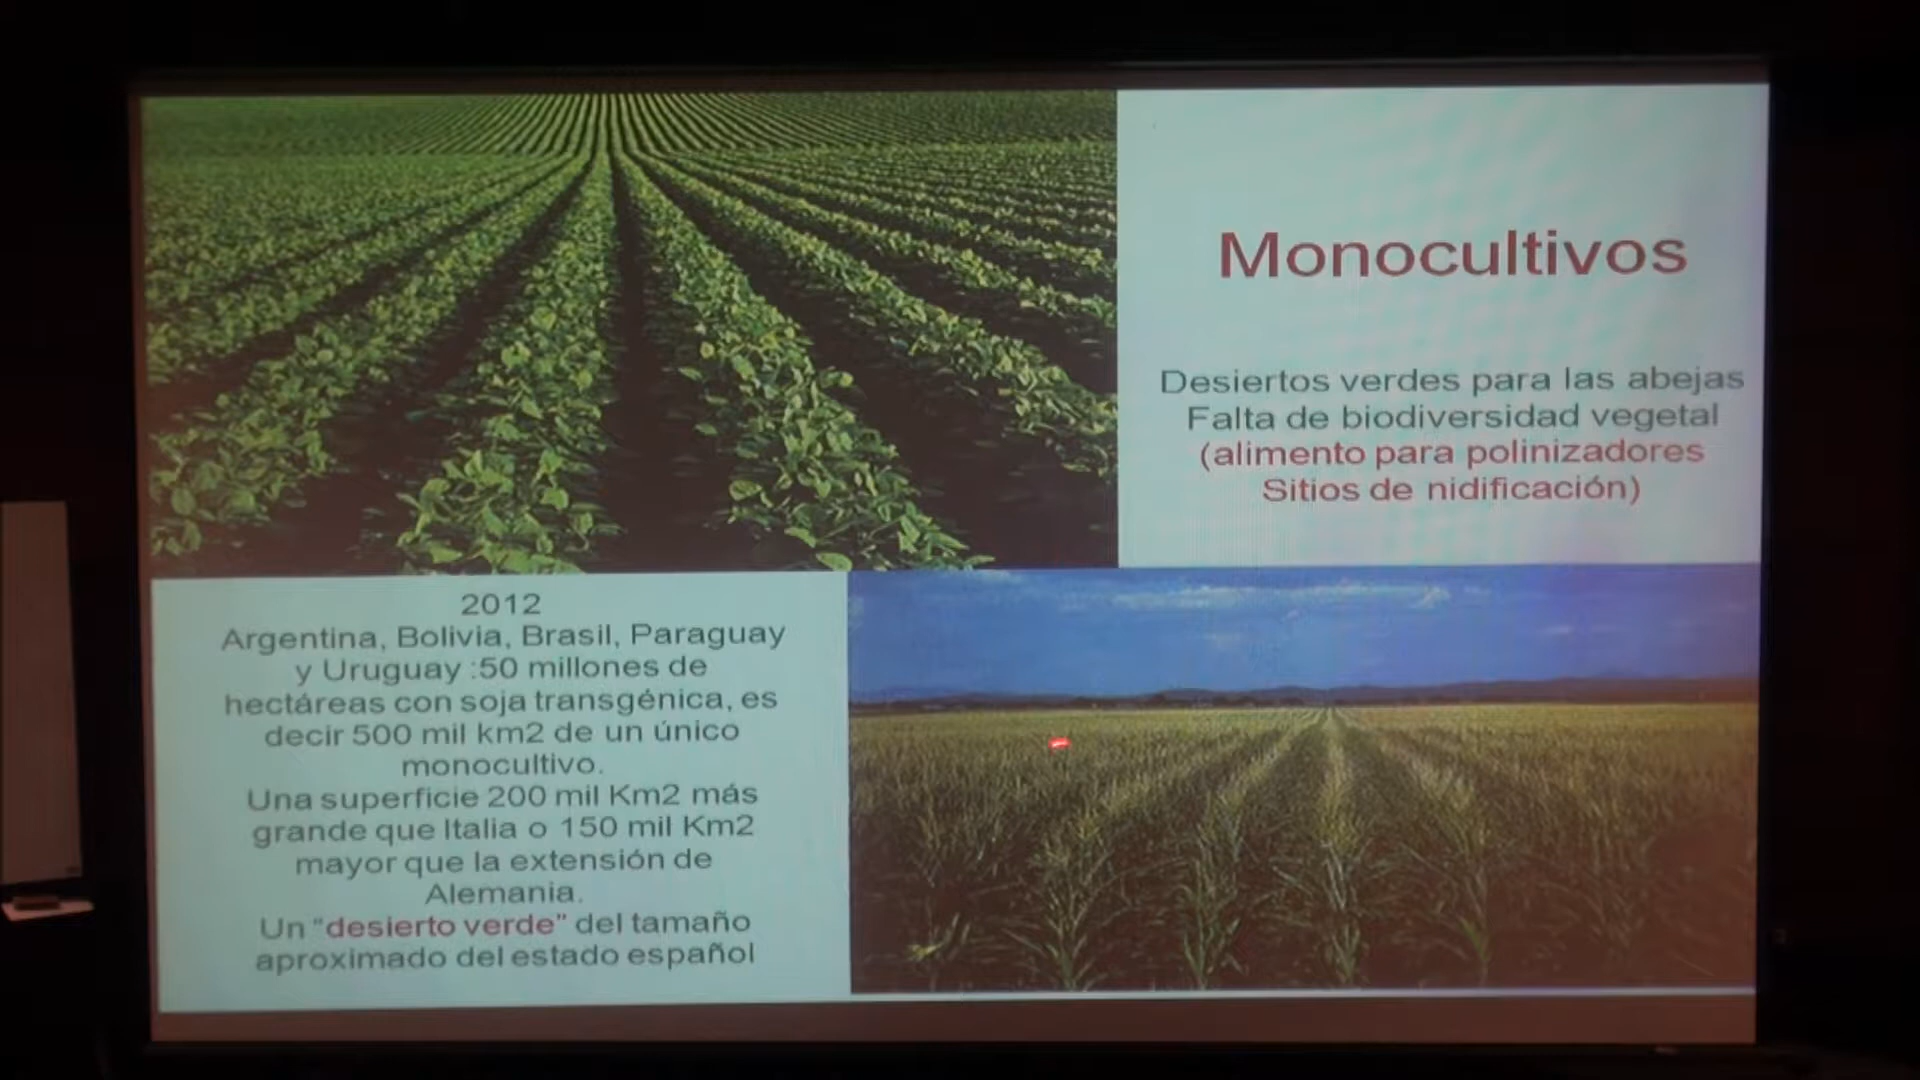 Monocultivos
Desiertos verdes para las abejas
Falta de biodiversidad vegetal
(alimento para polinizadores
Sitios de nidificación)
2012
Argentina, Bolivia, Brasil, Paraguay
y Uruguay :50 millones de
hectáreas con soja transgénica, es
decir 500 mil km2 de un único
monocultivo.
Una superficie 200 mil Km2 más
grande que Italia o 150 mil Km2
mayor que la extensión de
Alemania.
Un "desierto verde" del tamaño
aproximado del estado español